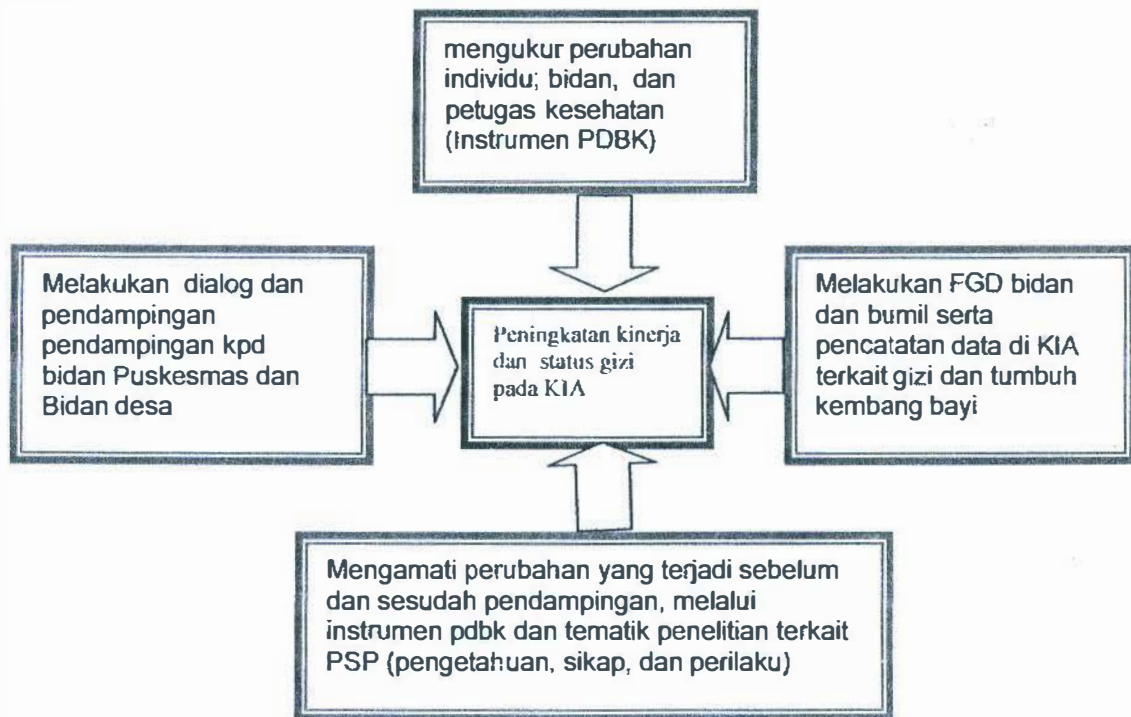 mengukur perubahan
individu; bidan, dan
petugas kesehatan
(Instrumen PDBK)
Melakukan dialog dan
pendampingan
pendampingan kpd
bidan Puskesmas dan
Bidan desa
Peningkatan kinerja
dan status gizi
pada KIA
Melakukan FGD bidan
dan bumil serta
pencatatan data di KIA
terkait gizi dan tumbuh
kembang bayi
Mengamati perubahan yang terjadi sebelum
dan sesudah pendampingan, melalui
instrumen pdbk dan tematik penelitian terkait
PSP (pengetahuan, sikap, dan perilaku)